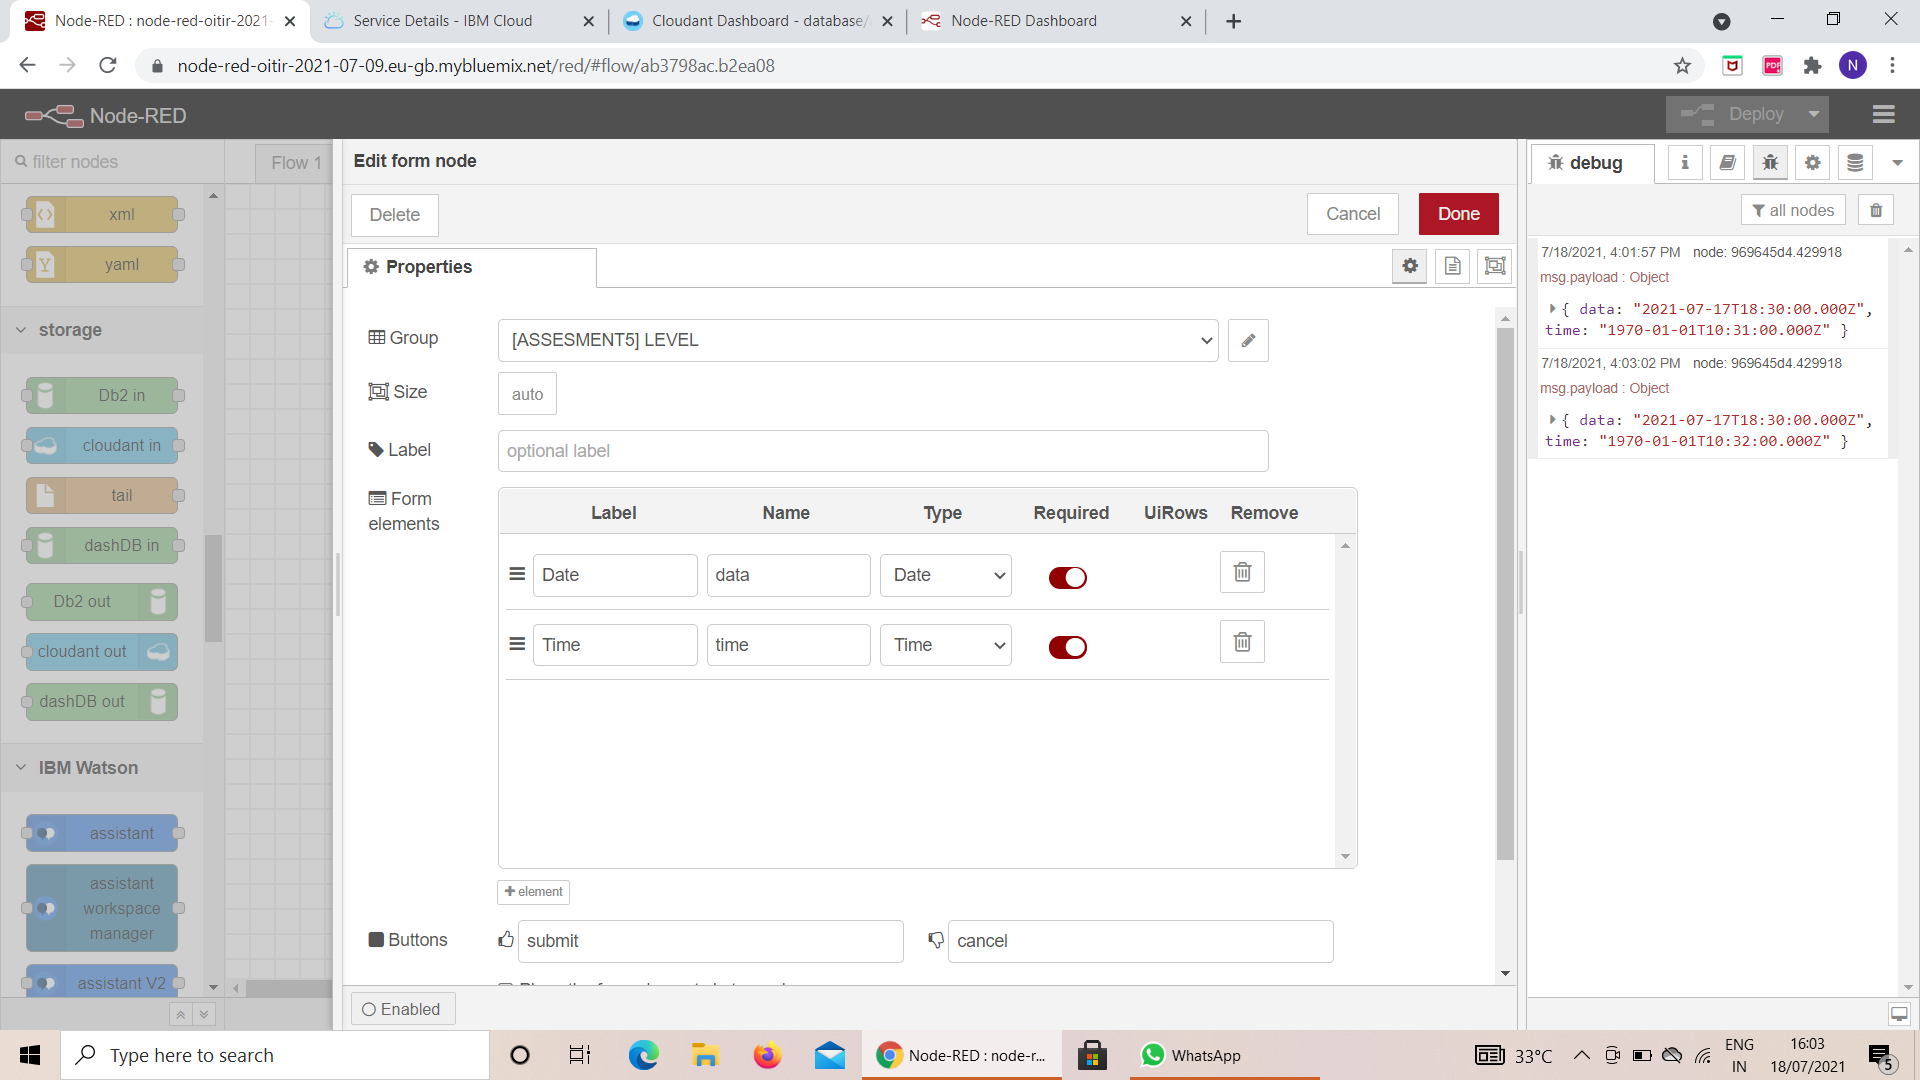 Node-RED : node-red-oitir-2021-
Service Details - IBM Cloud
Cloudant Dashboard - database/
Node-RED Dashboard
node-red-oitir-2021-07-09.eu-gb.mybluemix.net/red/#flow/ab3798ac.b2ea08
PDF
N
Node-RED
Deploy
filter nodes
Flow 1
Edit form node
debug
Delete
Cancel
Done
all nodes
xml
yaml
Properties
7/18/2021, 4:01:57 PM node: 969645d4.429918
msg.payload : Object
{ data: "2021-07-17T18:30:00.000Z",
time: "1970-01-01T10:31:00.000Z" }
7/18/2021, 4:03:02 PM node: 969645d4.429918
msg.payload : Object
{ data: "2021-07-17T18:30:00.000Z",
time: "1970-01-01T10:32:00.000Z" }
storage
Db2 in
cloudant in
tail
dashDB in
Db2 out
cloudant out
dashDB out
IBM Watson
assistant
assistant
workspace
manager
assistant V2
Group
[ASSESMENT5] LEVEL
Size
auto
Label
optional label
Form
elements
Label Name Type Required UiRows Remove
Date data Date
Time time Time
element
Buttons
submit
cancel
Enabled
Type here to search
Node-RED : node-r...
WhatsApp
33°C
ENG
IN
16:03
18/07/2021
5